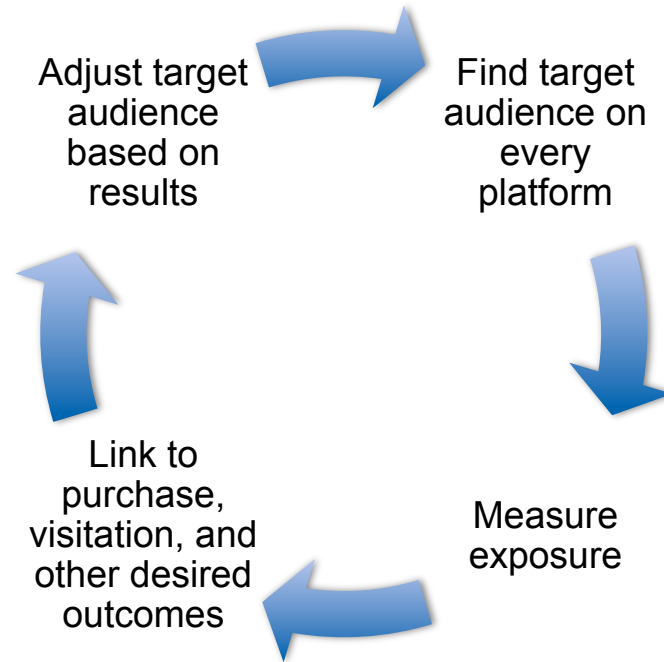 Adjust target
audience
based on
results
Find target
audience on
every
platform
Measure
exposure
Link to
purchase,
visitation, and
other desired
outcomes